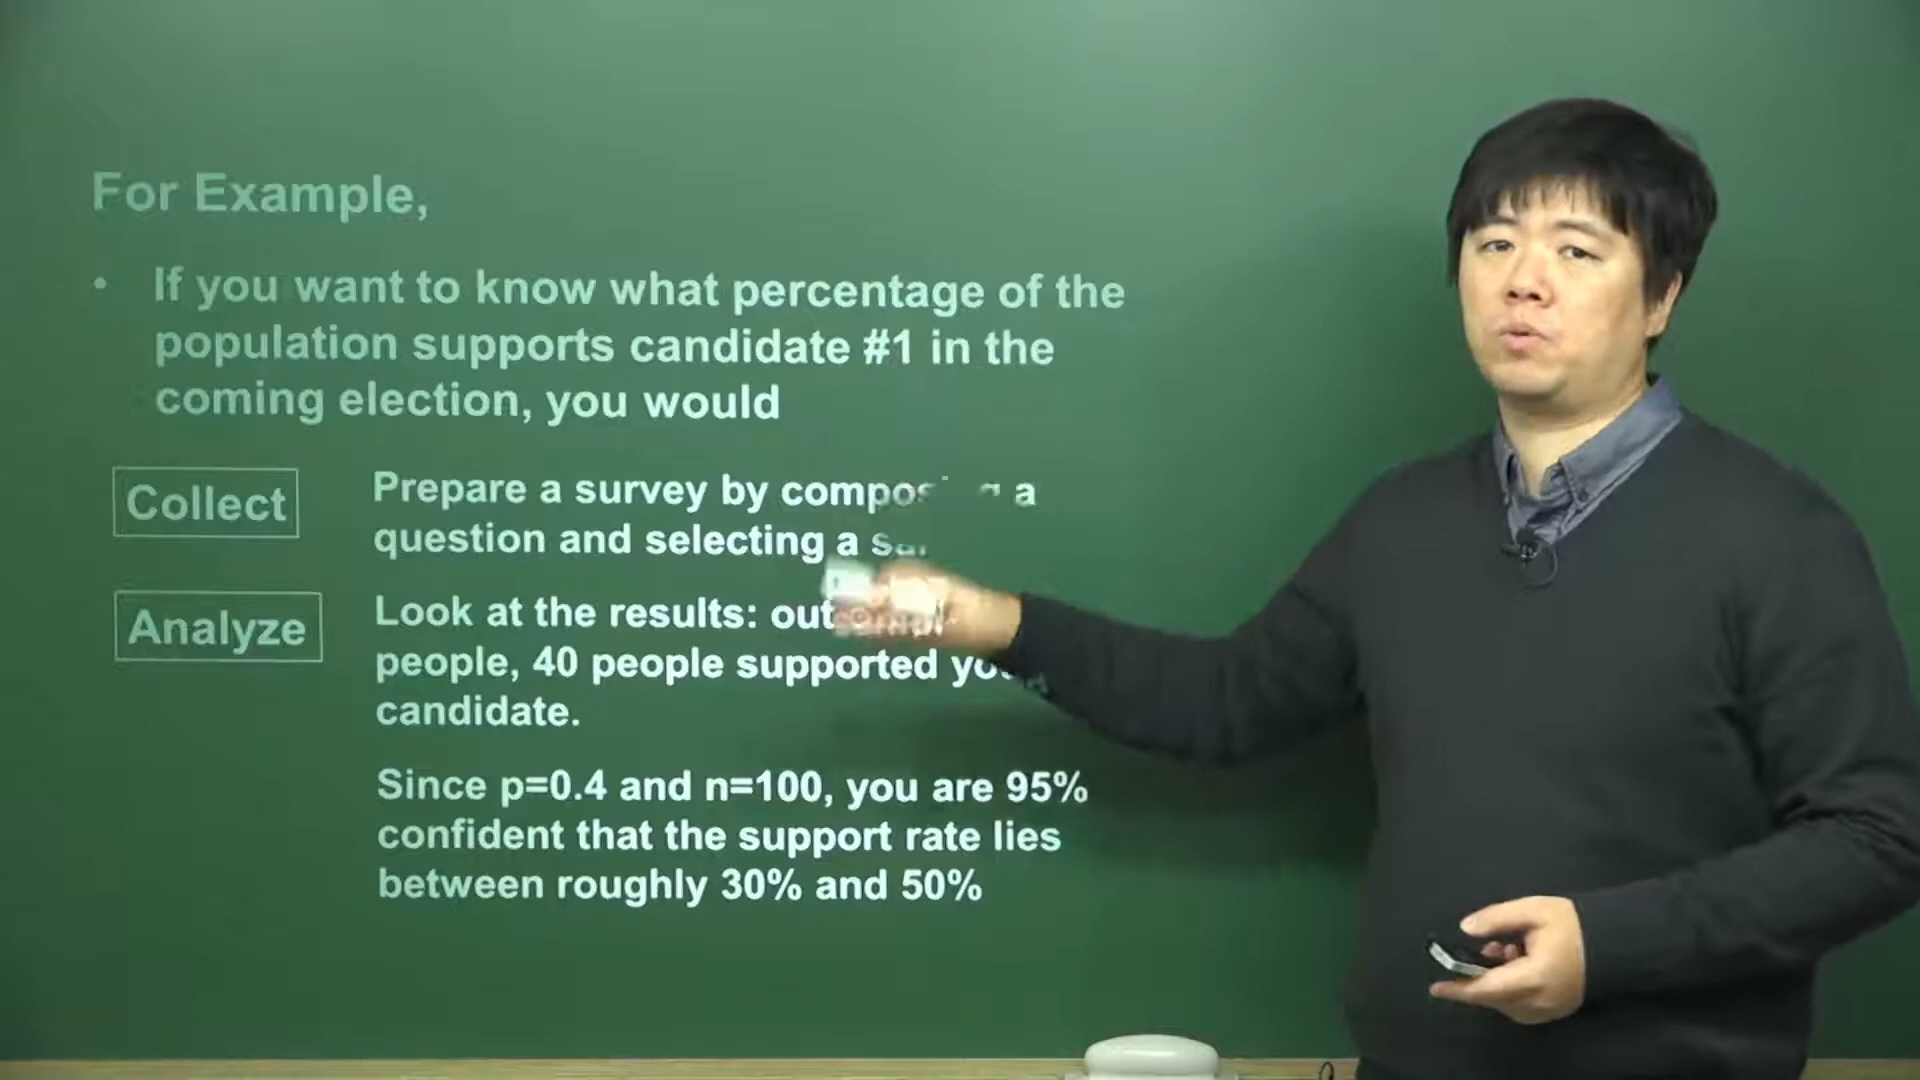 For Example,
• If you want to know what percentage of the
population supports candidate #1 in the
coming election, you would
Collect
Prepare a survey by a
question and selecting a
Analyze
Look at the results:
people, 40 people supported
candidate.
Since p=0.4 and n=100, you are 95%
confident that the support rate lies
between roughly 30% and 50%